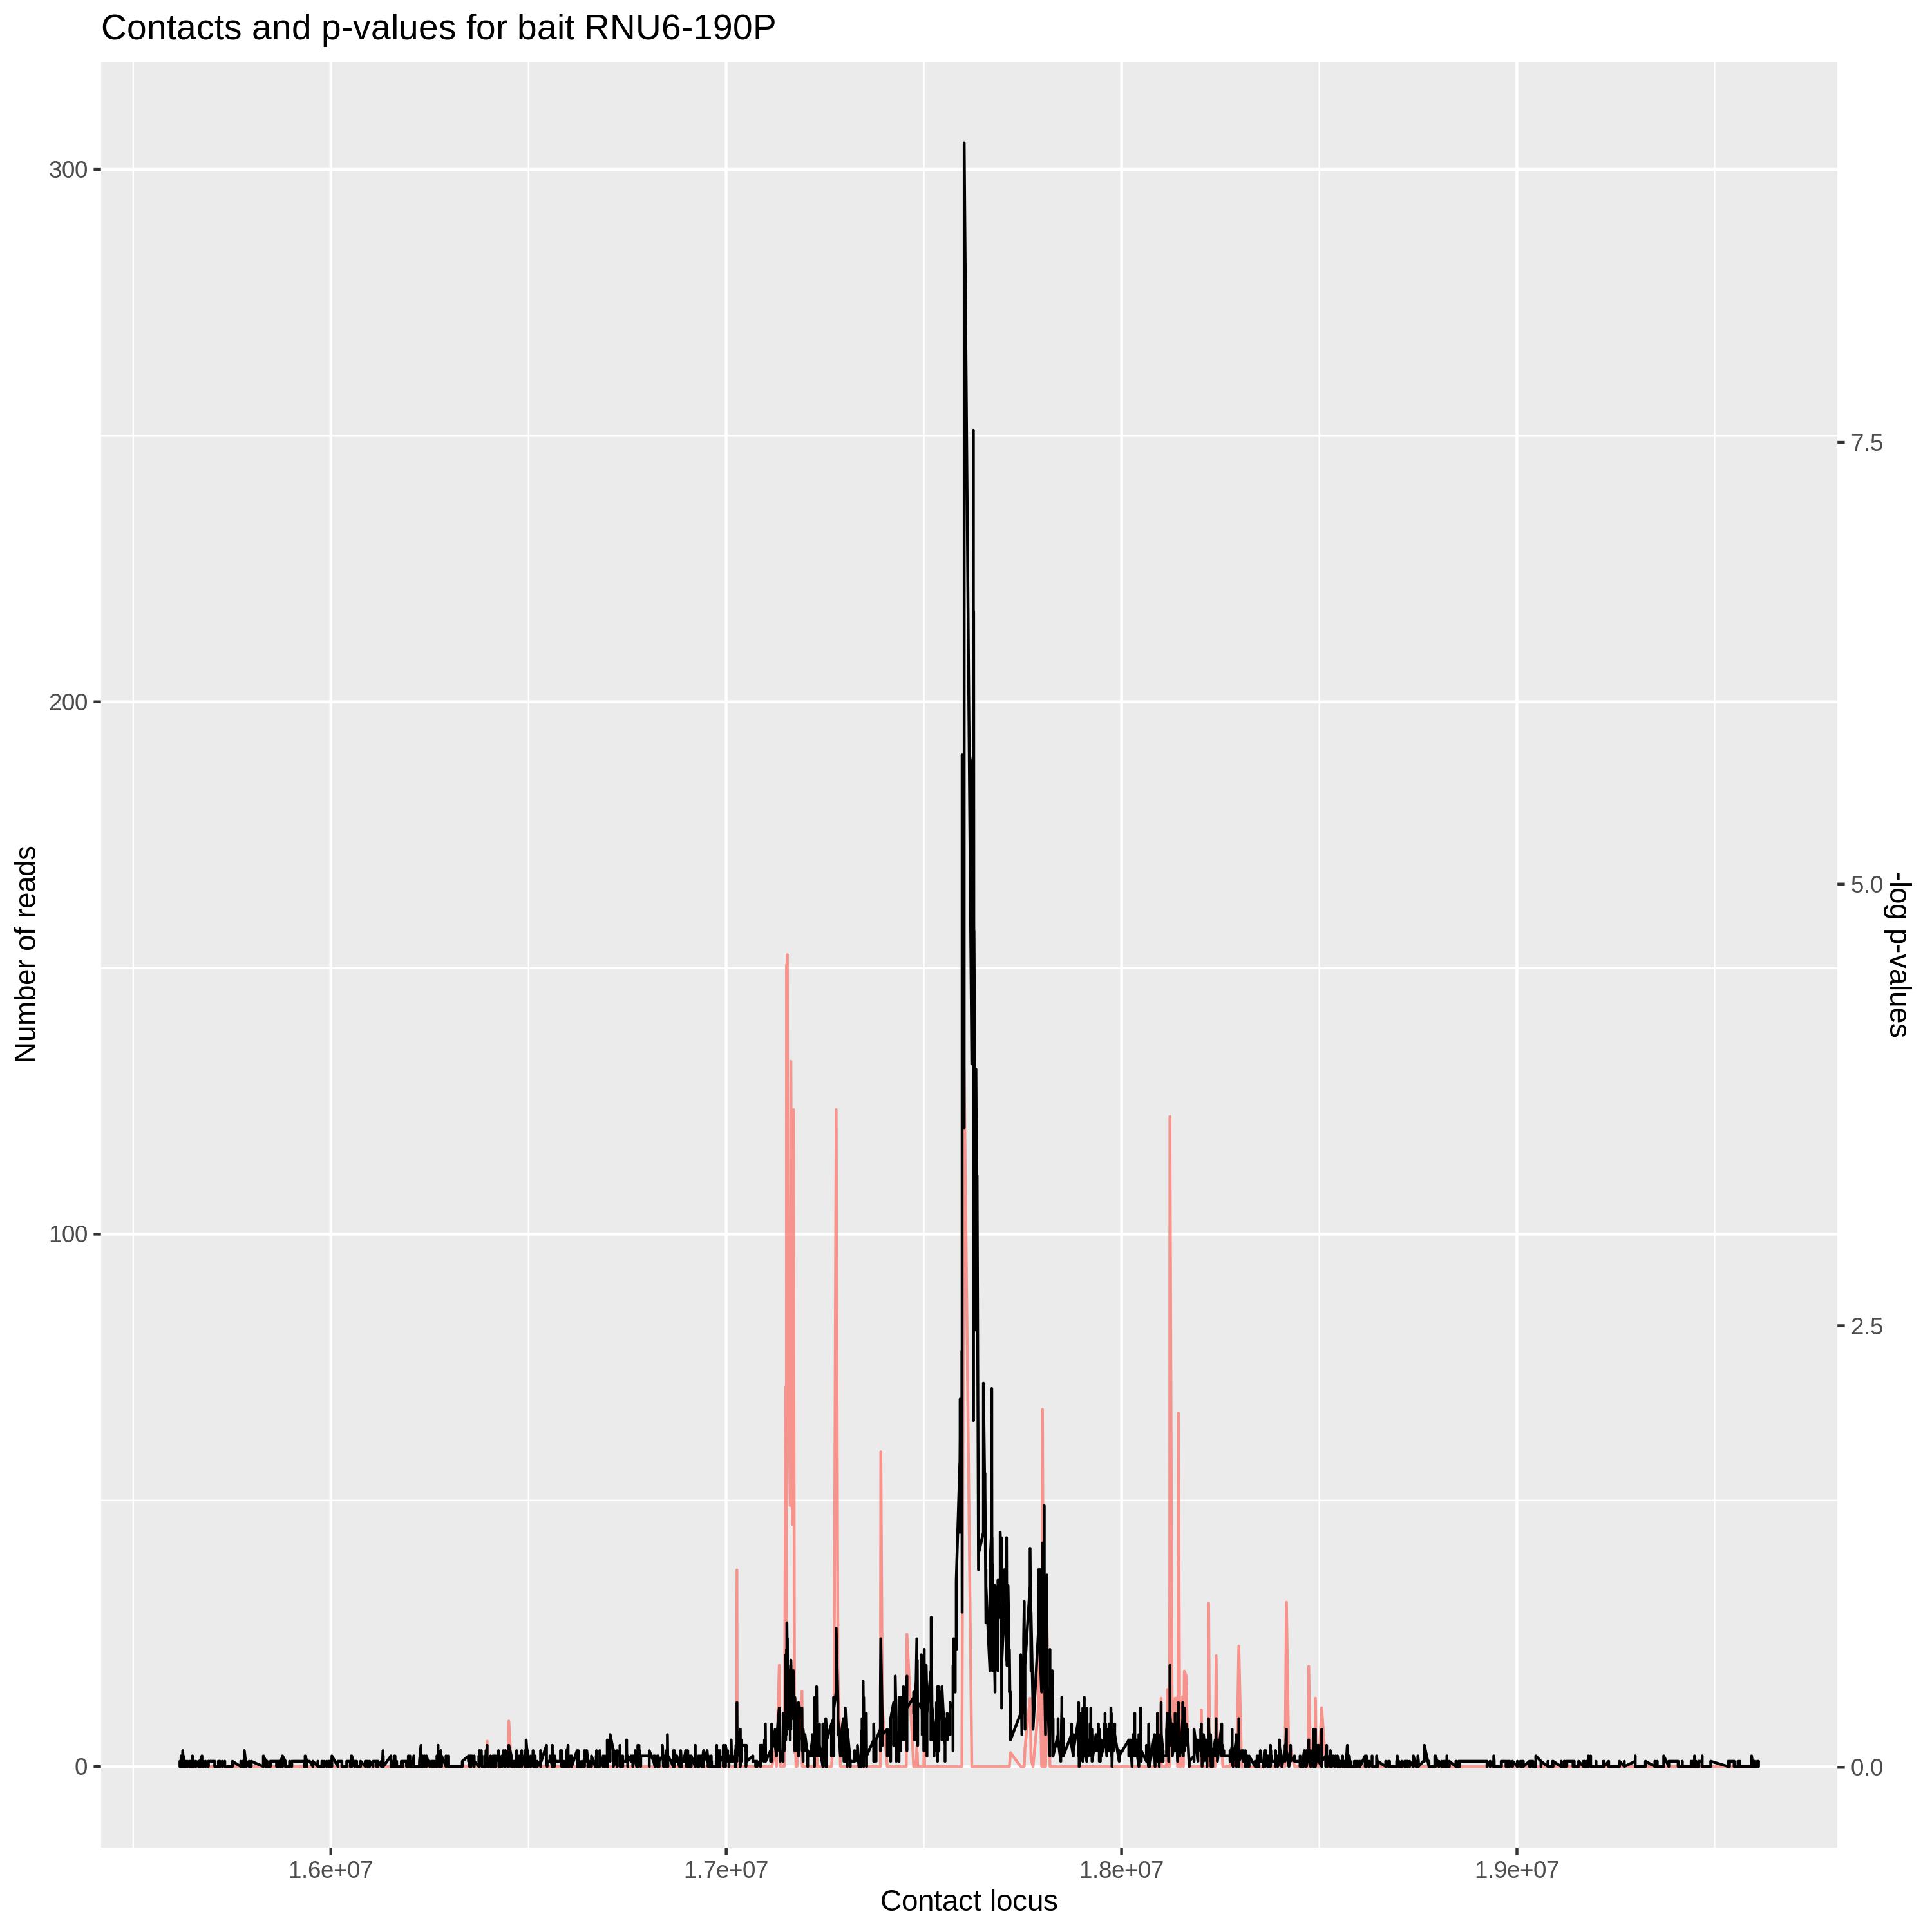 Contacts and p-values for bait RNU6-190P
300
200
100
0
Number of reads
7.5
5.0
2.5
0.0
-log p-values
1.6e+07
1.7e+07
1.8e+07
1.9e+07
Contact locus